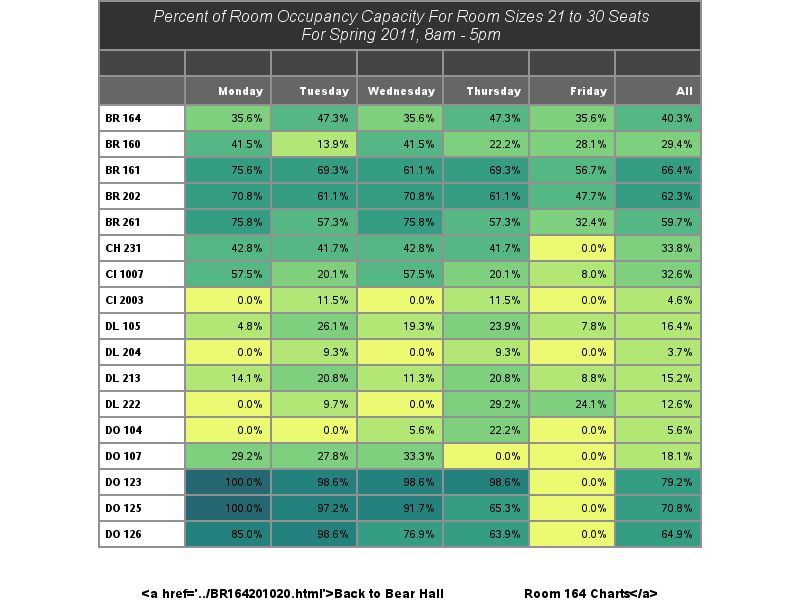 Percent of Room Occupancy Capacity For Room Sizes 21 to 30 Seats
For Spring 2011, 8am - 5pm
Monday Tuesday Wednesday Thursday Friday All
BR 164 35.6% 47.3% 35.6% 47.3% 35.6% 40.3%
BR 160 41.5% 13.9% 41.5% 22.2% 28.1% 29.4%
BR 161 75.6% 69.3% 61.1% 69.3% 56.7% 66.4%
BR 202 70.8% 61.1% 70.8% 61.1% 47.7% 62.3%
BR 261 75.8% 57.3% 75.8% 57.3% 32.4% 59.7%
CH 231 42.8% 41.7% 42.8% 41.7% 0.0% 33.8%
CI 1007 57.5% 20.1% 57.5% 20.1% 8.0% 32.6%
CI 2003 0.0% 11.5% 0.0% 11.5% 0.0% 4.6%
DL 105 4.8% 26.1% 19.3% 23.9% 7.8% 16.4%
DL 204 0.0% 9.3% 0.0% 9.3% 0.0% 3.7%
DL 213 14.1% 20.8% 11.3% 20.8% 8.8% 15.2%
DL 222 0.0% 9.7% 0.0% 29.2% 24.1% 12.6%
DO 104 0.0% 0.0% 5.6% 22.2% 0.0% 5.6%
DO 107 29.2% 27.8% 33.3% 0.0% 0.0% 18.1%
DO 123 100.0% 98.6% 98.6% 98.6% 0.0% 79.2%
DO 125 100.0% 97.2% 91.7% 65.3% 0.0% 70.8%
DO 126 85.0% 98.6% 76.9% 63.9% 0.0% 64.9%
<a href='../BR164201020.html'>Back to Bear Hall Room 164 Charts</a>